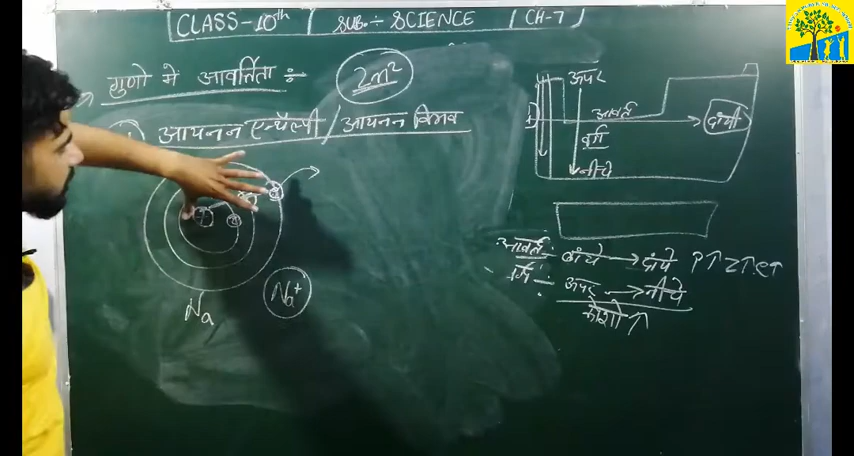 CLASS-10th | SUB:- SCIENCE | CH-7
गुणो मे आवर्तिता :-
2n²
आयनन एन्थैल्पी / आयनन विभव
Na
Na⁺
ऊपर
आवर्त
वर्ग
नीचे
दांयी
आवर्त :- बांये → दांये P↑ Z↑ e↑
वर्ग :- ऊपर → नीचे
कोशो ↑